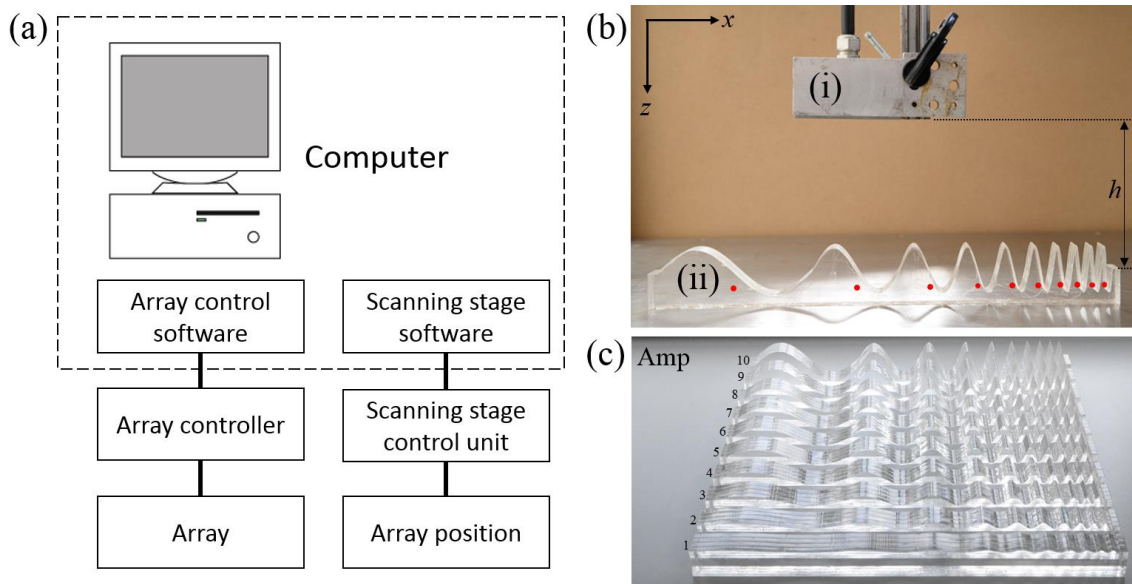 (a)
Computer
Array control
software
Scanning stage
software
Array controller
Scanning stage
control unit
Array
Array position
(b)
x
z
(i)
h
(ii)
(c)
Amp
10
9
8
7
6
5
4
3
2
1